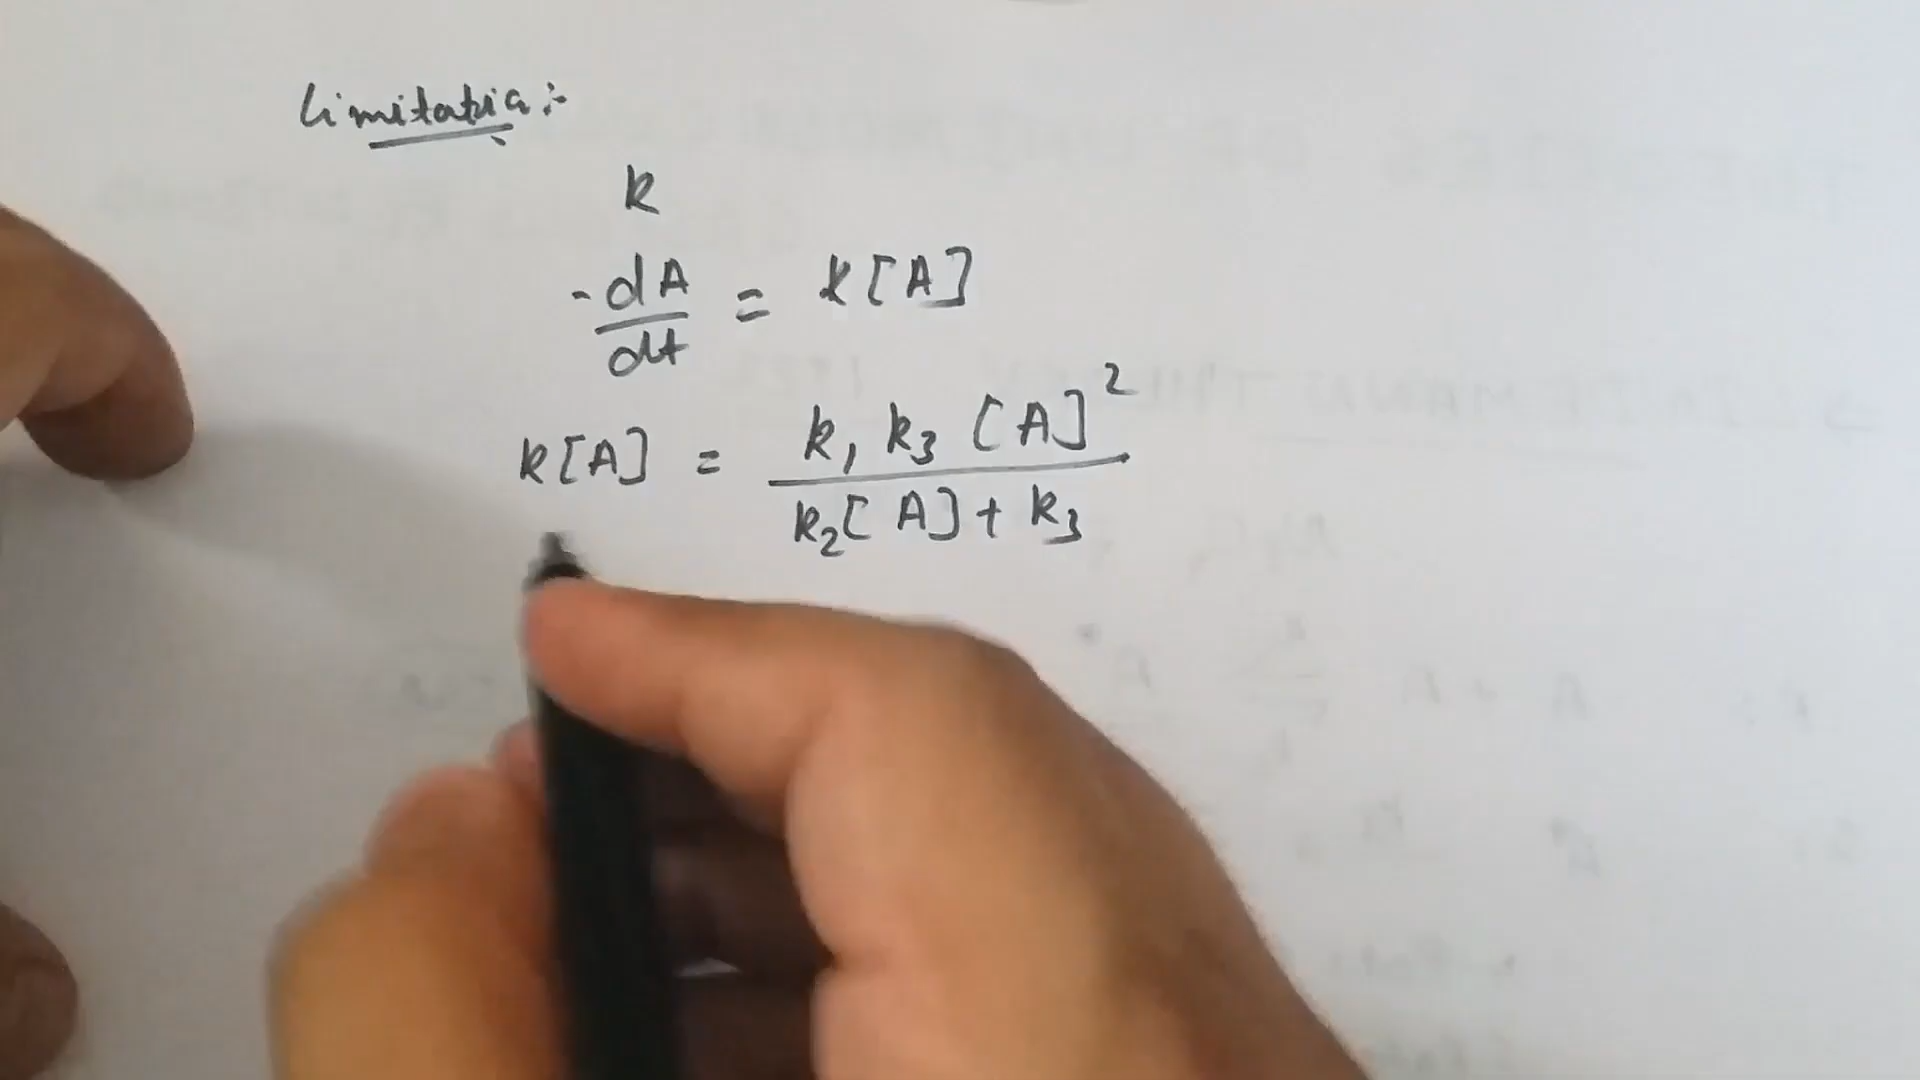 Limitatia :-
k
-dA/dt = k[A]
k[A] = k1 k3 [A]² / k2[A] + k3